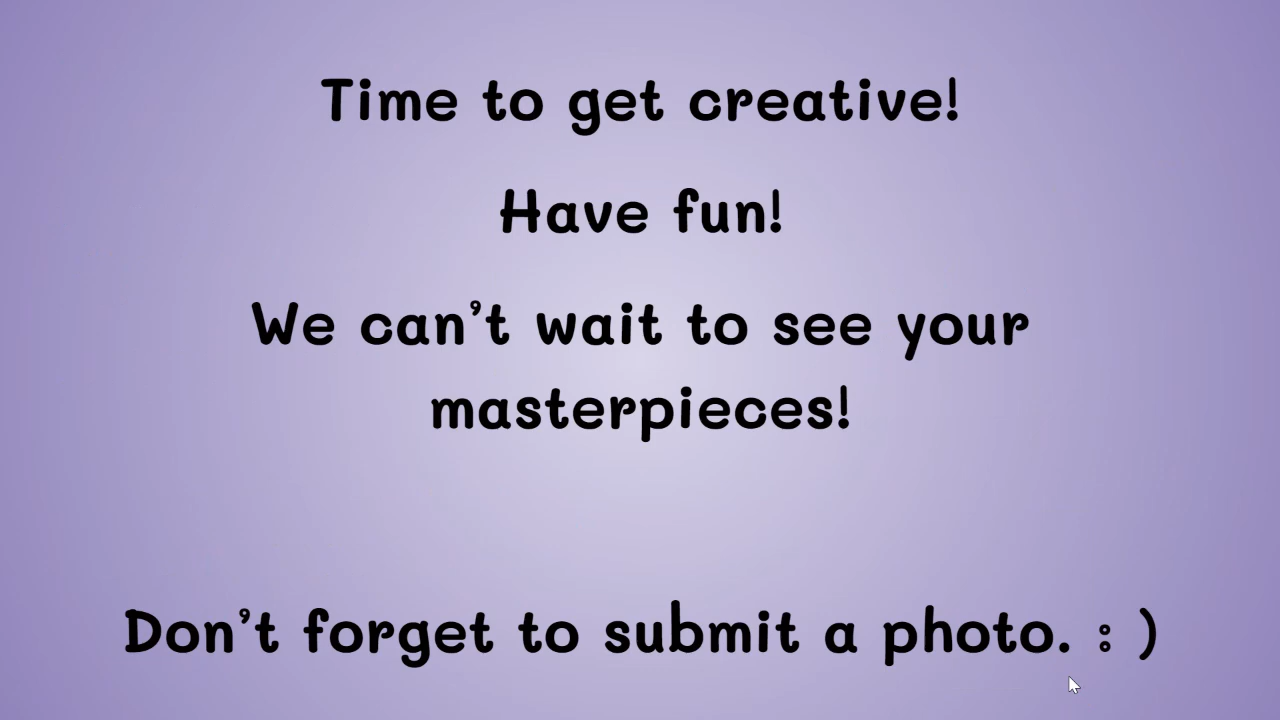 Time to get creative!
Have fun!
We can’t wait to see your
masterpieces!
Don’t forget to submit a photo. : )